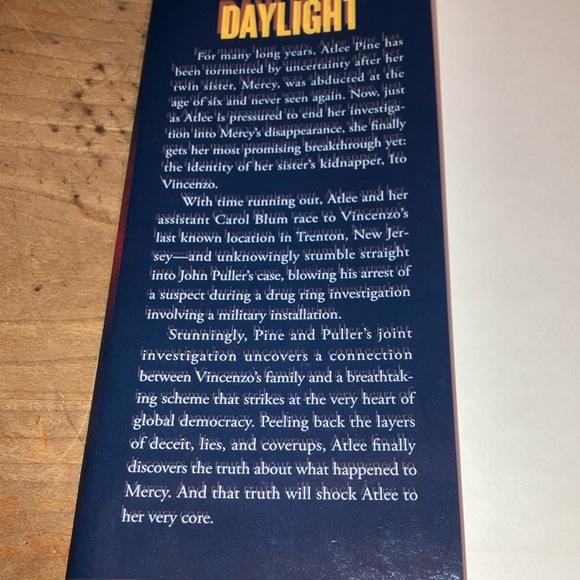 DAYLIGHT
For many long years, Atlee Pine has
been tormented by uncertainty after her
twin sister, Mercy, was abducted at the
age of six and never seen again. Now, just
as Atlee is pressured to end her investiga-
tion into Mercy's disappearance, she finally
gets her most promising breakthrough yet:
the identity of her sister's kidnapper, Ito
Vincenzo.
With time running out, Atlee and her
assistant Carol Blum race to Vincenzo's
last known location in Trenton, New Jer-
sey—and unknowingly stumble straight
into John Puller's case, blowing his arrest of
a suspect during a drug ring investigation
involving a military installation.
Stunningly, Pine and Puller's joint
investigation uncovers a connection
between Vincenzo's family and a breathtak-
ing scheme that strikes at the very heart of
global democracy. Peeling back the layers
of deceit, lies, and coverups, Atlee finally
discovers the truth about what happened to
Mercy. And that truth will shock Atlee to
her very core.